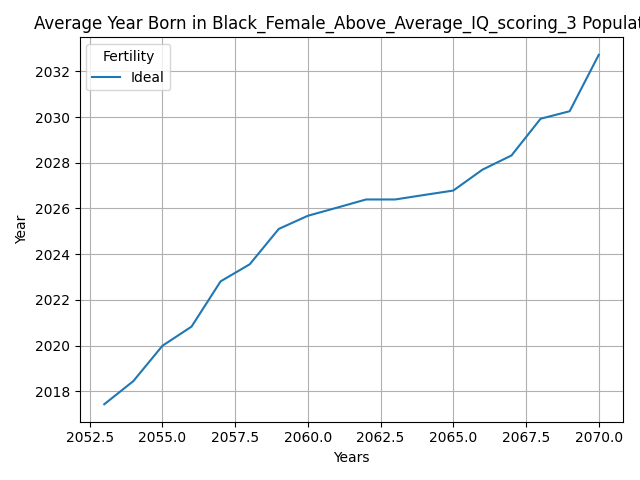 Average Year Born in Black_Female_Above_Average_IQ_scoring_3 Populat
Fertility
Ideal
2032
2030
2028
2026
2024
2022
2020
2018
Year
2052.5 2055.0 2057.5 2060.0 2062.5 2065.0 2067.5 2070.0
Years